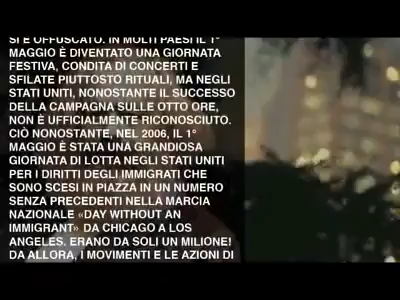 SI È OFFUSCATO. IN MOLTI PAESI IL 1°
MAGGIO È DIVENTATO UNA GIORNATA
FESTIVA, CONDITA DI CONCERTI E
SFILATE PIUTTOSTO RITUALI, MA NEGLI
STATI UNITI, NONOSTANTE IL SUCCESSO
DELLA CAMPAGNA SULLE OTTO ORE,
NON È UFFICIALMENTE RICONOSCIUTO.
CIÒ NONOSTANTE, NEL 2006, IL 1°
MAGGIO È STATA UNA GRANDIOSA
GIORNATA DI LOTTA NEGLI STATI UNITI
PER I DIRITTI DEGLI IMMIGRATI CHE
SONO SCESI IN PIAZZA IN UN NUMERO
SENZA PRECEDENTI NELLA MARCIA
NAZIONALE «DAY WITHOUT AN
IMMIGRANT» DA CHICAGO A LOS
ANGELES. ERANO DA SOLI UN MILIONE!
DA ALLORA, I MOVIMENTI E LE AZIONI DI